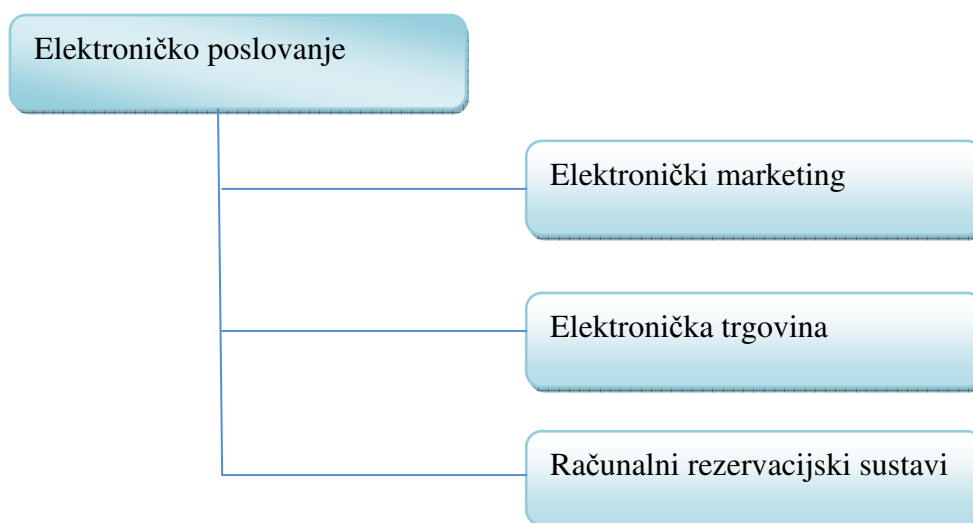 Elektroničko poslovanje
Elektronički marketing
Elektronička trgovina
Računalni rezervacijski sustavi